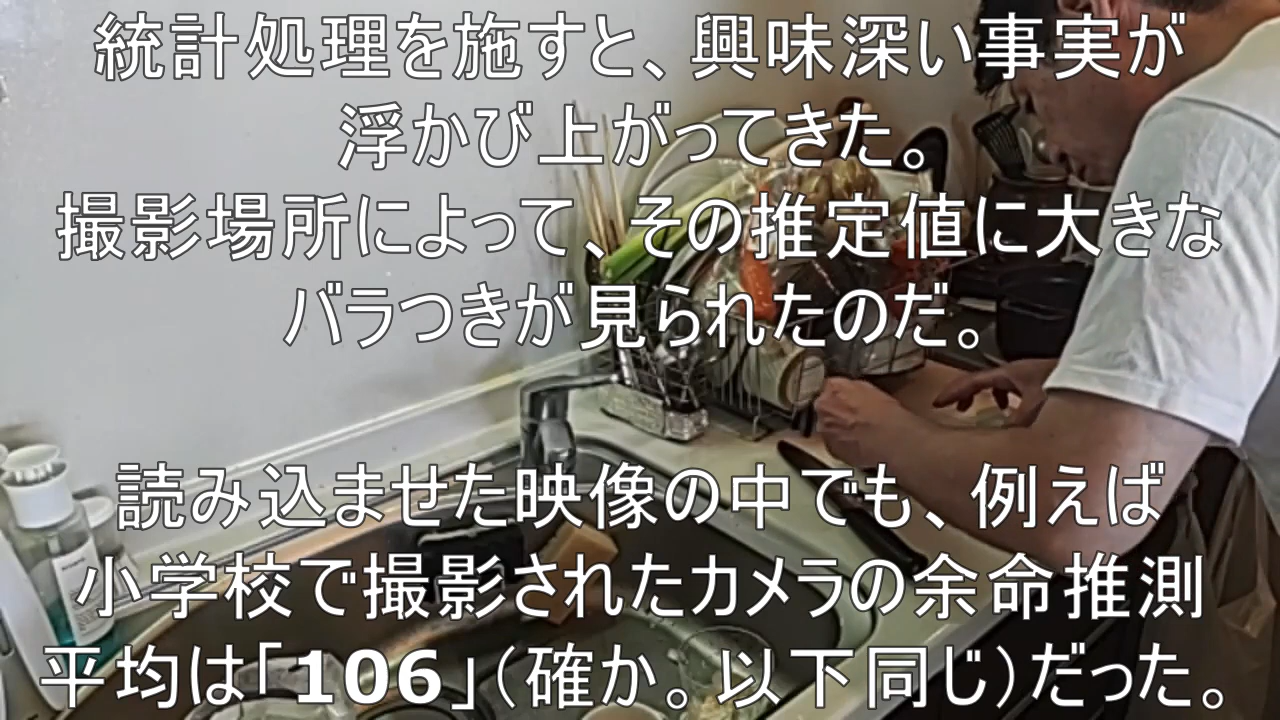 統計処理を施すと、興味深い事実が
浮かび上がってきた。
撮影場所によって、その推定値に大きな
バラつきが見られたのだ。
読み込ませた映像の中でも、例えば
小学校で撮影されたカメラの余命推測
平均は「106」（確か。以下同じ）だった。